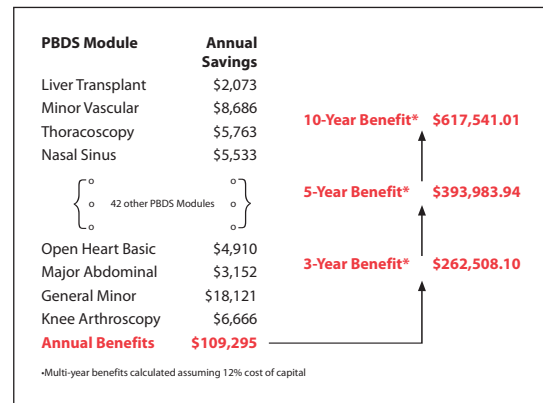 PBDS Module Annual Savings
Liver Transplant $2,073
Minor Vascular $8,686
Thoracoscopy $5,763
Nasal Sinus $5,533
o o
o 42 other PBDS Modules o
o o
Open Heart Basic $4,910
Major Abdominal $3,152
General Minor $18,121
Knee Arthroscopy $6,666
Annual Benefits $109,295
10-Year Benefit* $617,541.01
5-Year Benefit* $393,983.94
3-Year Benefit* $262,508.10
•Multi-year benefits calculated assuming 12% cost of capital